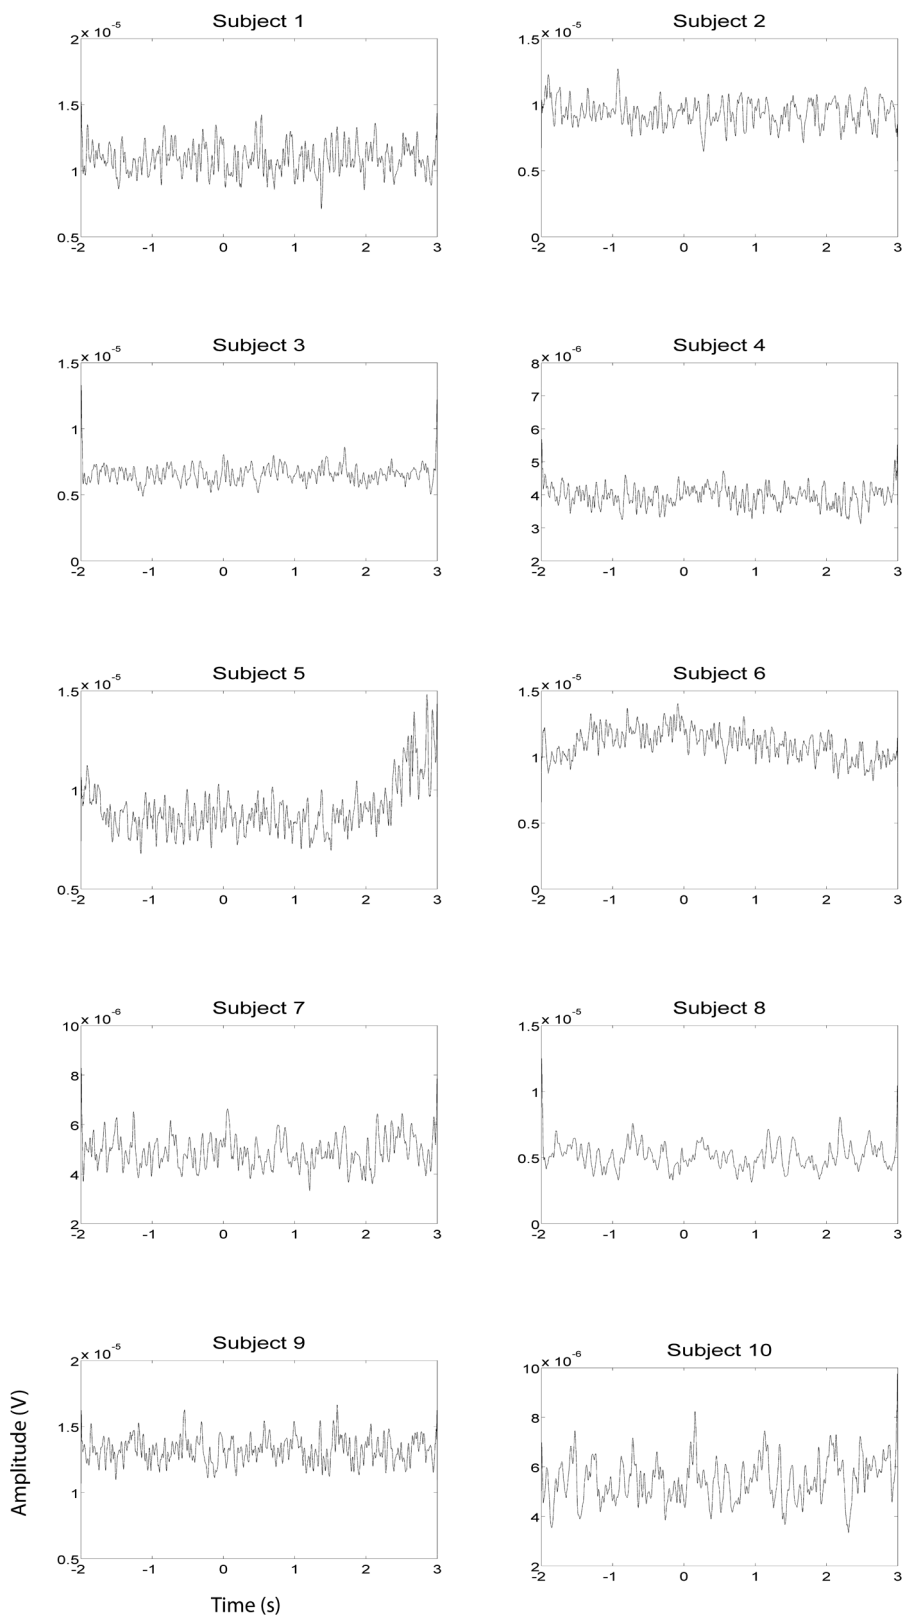 Subject 1
× 10-5
2
1.5
1
0.5
-2 -1 0 1 2 3
Subject 2
× 10-5
1.5
1
0.5
0
-2 -1 0 1 2 3
Subject 3
× 10-5
1.5
1
0.5
0
-2 -1 0 1 2 3
Subject 4
× 10-6
8
7
6
5
4
3
2
-2 -1 0 1 2 3
Subject 5
× 10-5
1.5
1
0.5
-2 -1 0 1 2 3
Subject 6
× 10-5
1.5
1
0.5
0
-2 -1 0 1 2 3
Subject 7
× 10-6
10
8
6
4
2
-2 -1 0 1 2 3
Subject 8
× 10-5
1.5
1
0.5
0
-2 -1 0 1 2 3
Subject 9
× 10-5
2
1.5
1
0.5
-2 -1 0 1 2 3
Subject 10
× 10-6
10
8
6
4
2
-2 -1 0 1 2 3
Amplitude (V)
Time (s)